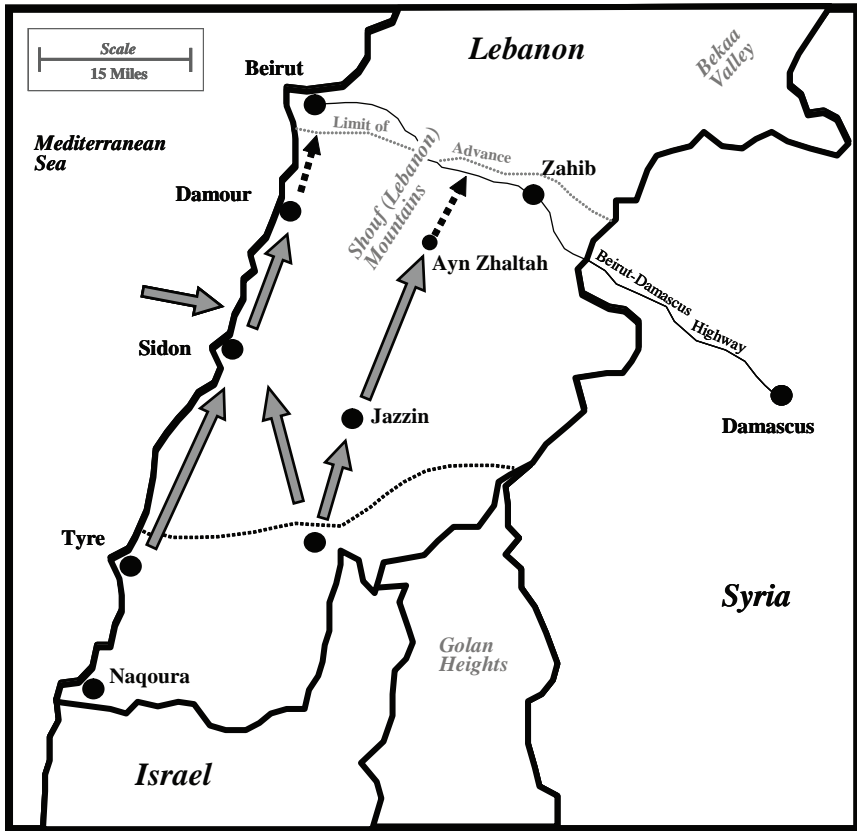 Scale
15 Miles
Lebanon
Bekaa
Valley
Beirut
Mediterranean
Sea
Limit of
Advance
Zahib
Damour
Shouf (Lebanon)
Mountains
Ayn Zhaltah
Beirut-Damascus
Highway
Sidon
Jazzin
Damascus
Tyre
Syria
Golan
Heights
Naqoura
Israel